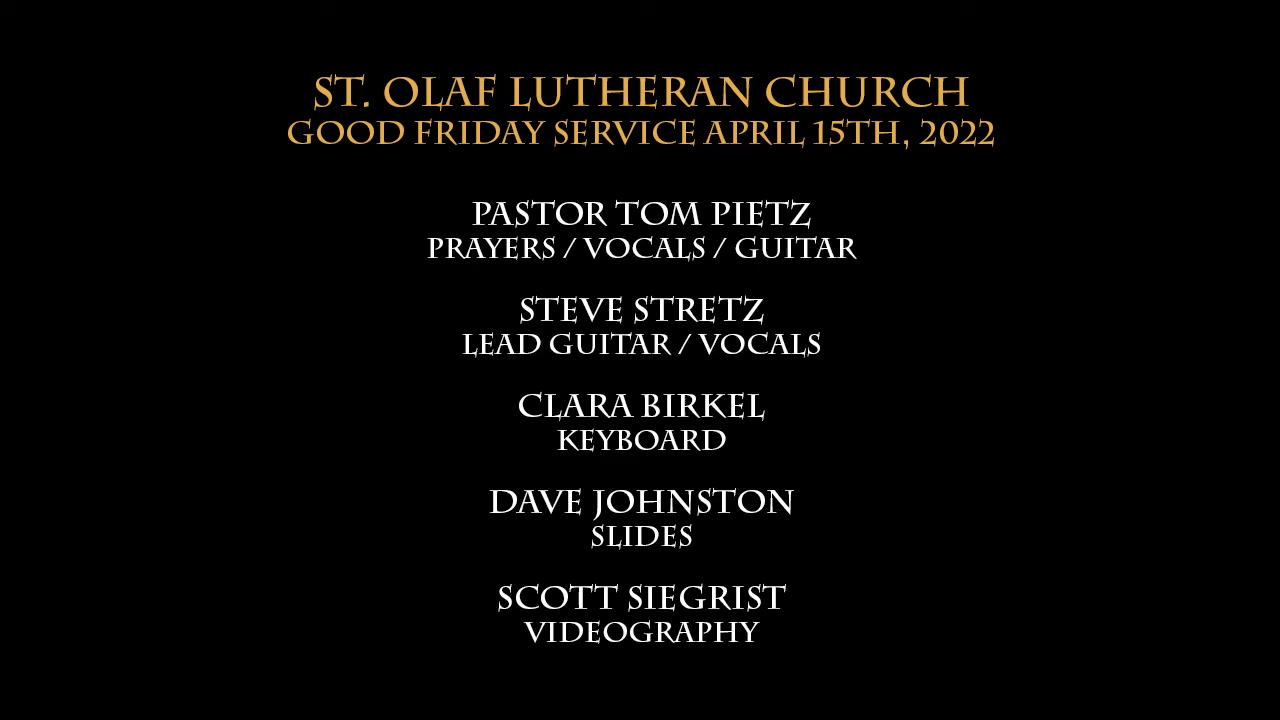 ST. OLAF LUTHERAN CHURCH
GOOD FRIDAY SERVICE APRIL 15TH, 2022
PASTOR TOM PIETZ
PRAYERS / VOCALS / GUITAR
STEVE STRETZ
LEAD GUITAR / VOCALS
CLARA BIRKEL
KEYBOARD
DAVE JOHNSTON
SLIDES
SCOTT SIEGRIST
VIDEOGRAPHY